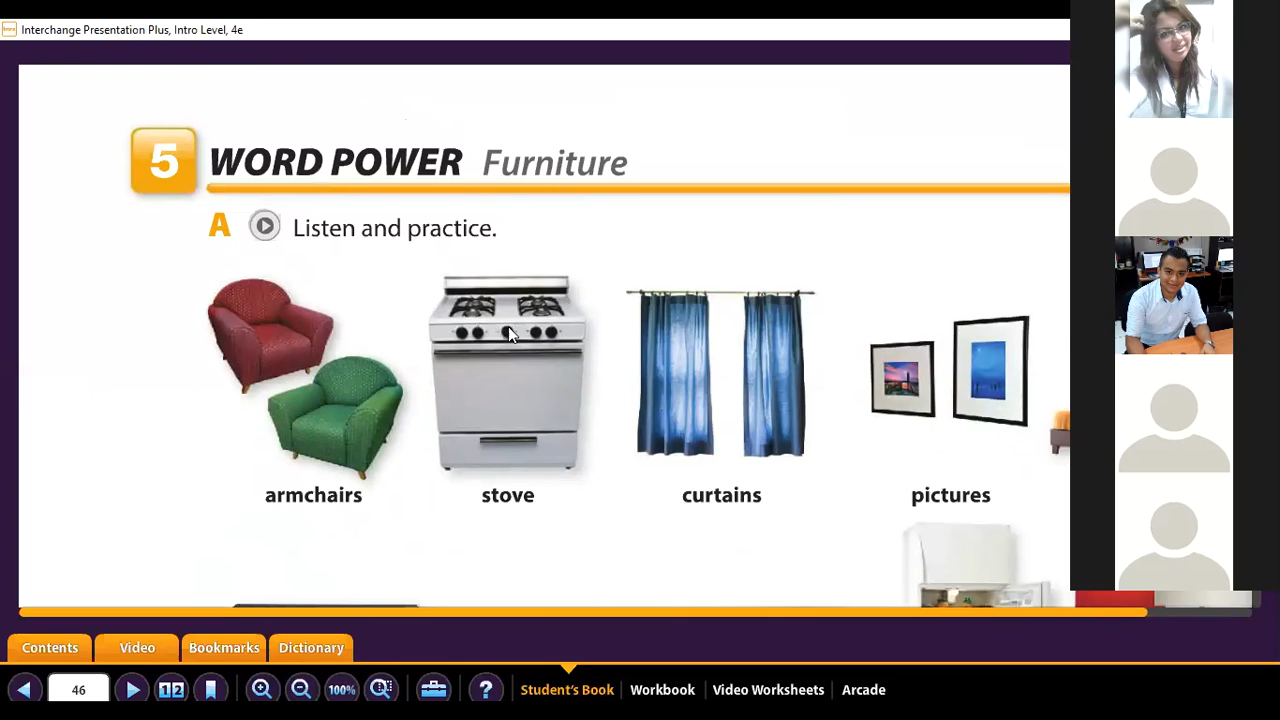 Interchange Presentation Plus, Intro Level, 4e
5 WORD POWER Furniture
A Listen and practice.
armchairs stove curtains pictures
Contents Video Bookmarks Dictionary
46 12 100% ? Student's Book Workbook Video Worksheets Arcade